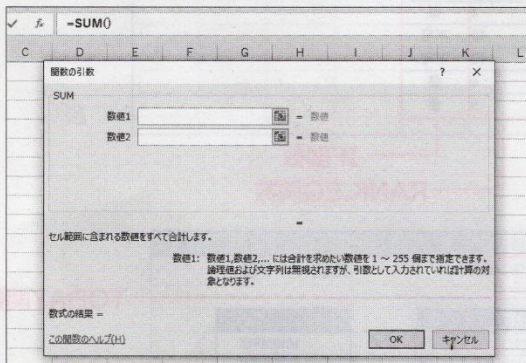 ✓ fx =SUM()
C D E F G H I J K L
関数の引数 ? ×
SUM
数値1 = 数値
数値2 = 数値
=
セル範囲に含まれる数値をすべて合計します。
数値1: 数値1,数値2,... には合計を求めたい数値を 1 ～ 255 個まで指定できます。
論理値および文字列は無視されますが、引数として入力されていれば計算の対
象となります。
数式の結果 =
この関数のヘルプ(H) OK キャンセル